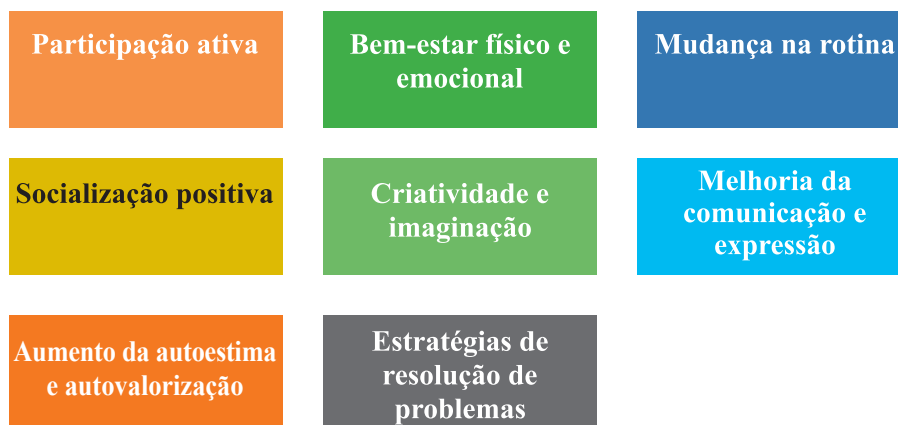 Participação ativa
Bem-estar físico e
emocional
Mudança na rotina
Socialização positiva
Criatividade e
imaginação
Melhoria da
comunicação e
expressão
Aumento da autoestima
e autovalorização
Estratégias de
resolução de
problemas